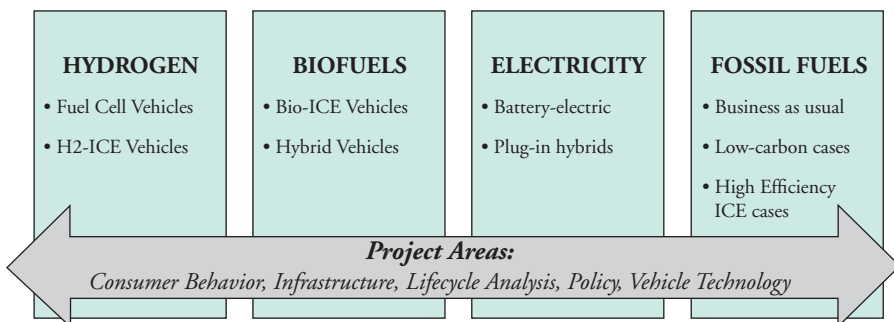 HYDROGEN
• Fuel Cell Vehicles
• H2-ICE Vehicles
BIOFUELS
• Bio-ICE Vehicles
• Hybrid Vehicles
ELECTRICITY
• Battery-electric
• Plug-in hybrids
FOSSIL FUELS
• Business as usual
• Low-carbon cases
• High Efficiency
ICE cases
Project Areas:
Consumer Behavior, Infrastructure, Lifecycle Analysis, Policy, Vehicle Technology